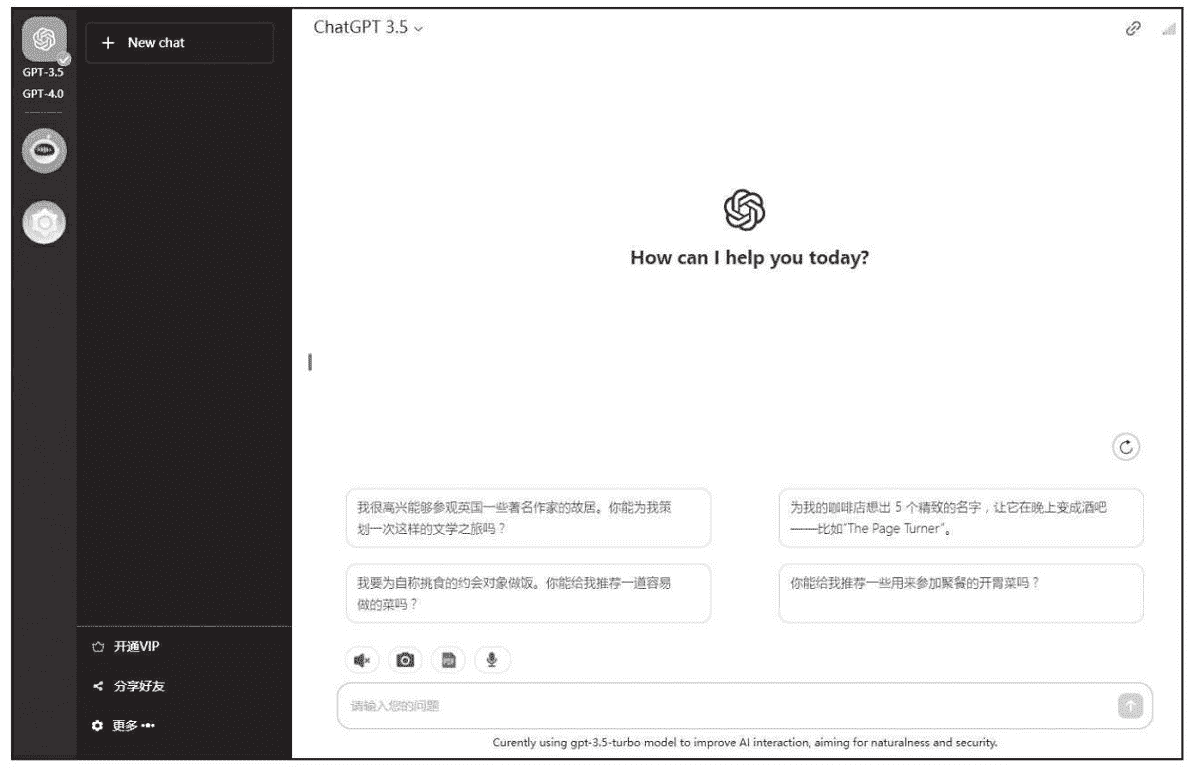 GPT-3.5
GPT-4.0
New chat
开通VIP
分享好友
更多
ChatGPT 3.5
How can I help you today?
我很高兴能够参观英国一些著名作家的故居。你能为我策
划一次这样的文学之旅吗？
为我的咖啡店想出 5 个精致的名字，让它在晚上变成酒吧
——比如“The Page Turner”。
我要为自称挑食的约会对象做饭。你能给我推荐一道容易
做的菜吗？
你能给我推荐一些用来参加聚餐的开胃菜吗？
PDF
请输入您的问题
Curently using gpt-3.5-turbo model to improve AI interaction, aiming for naturalness and security.